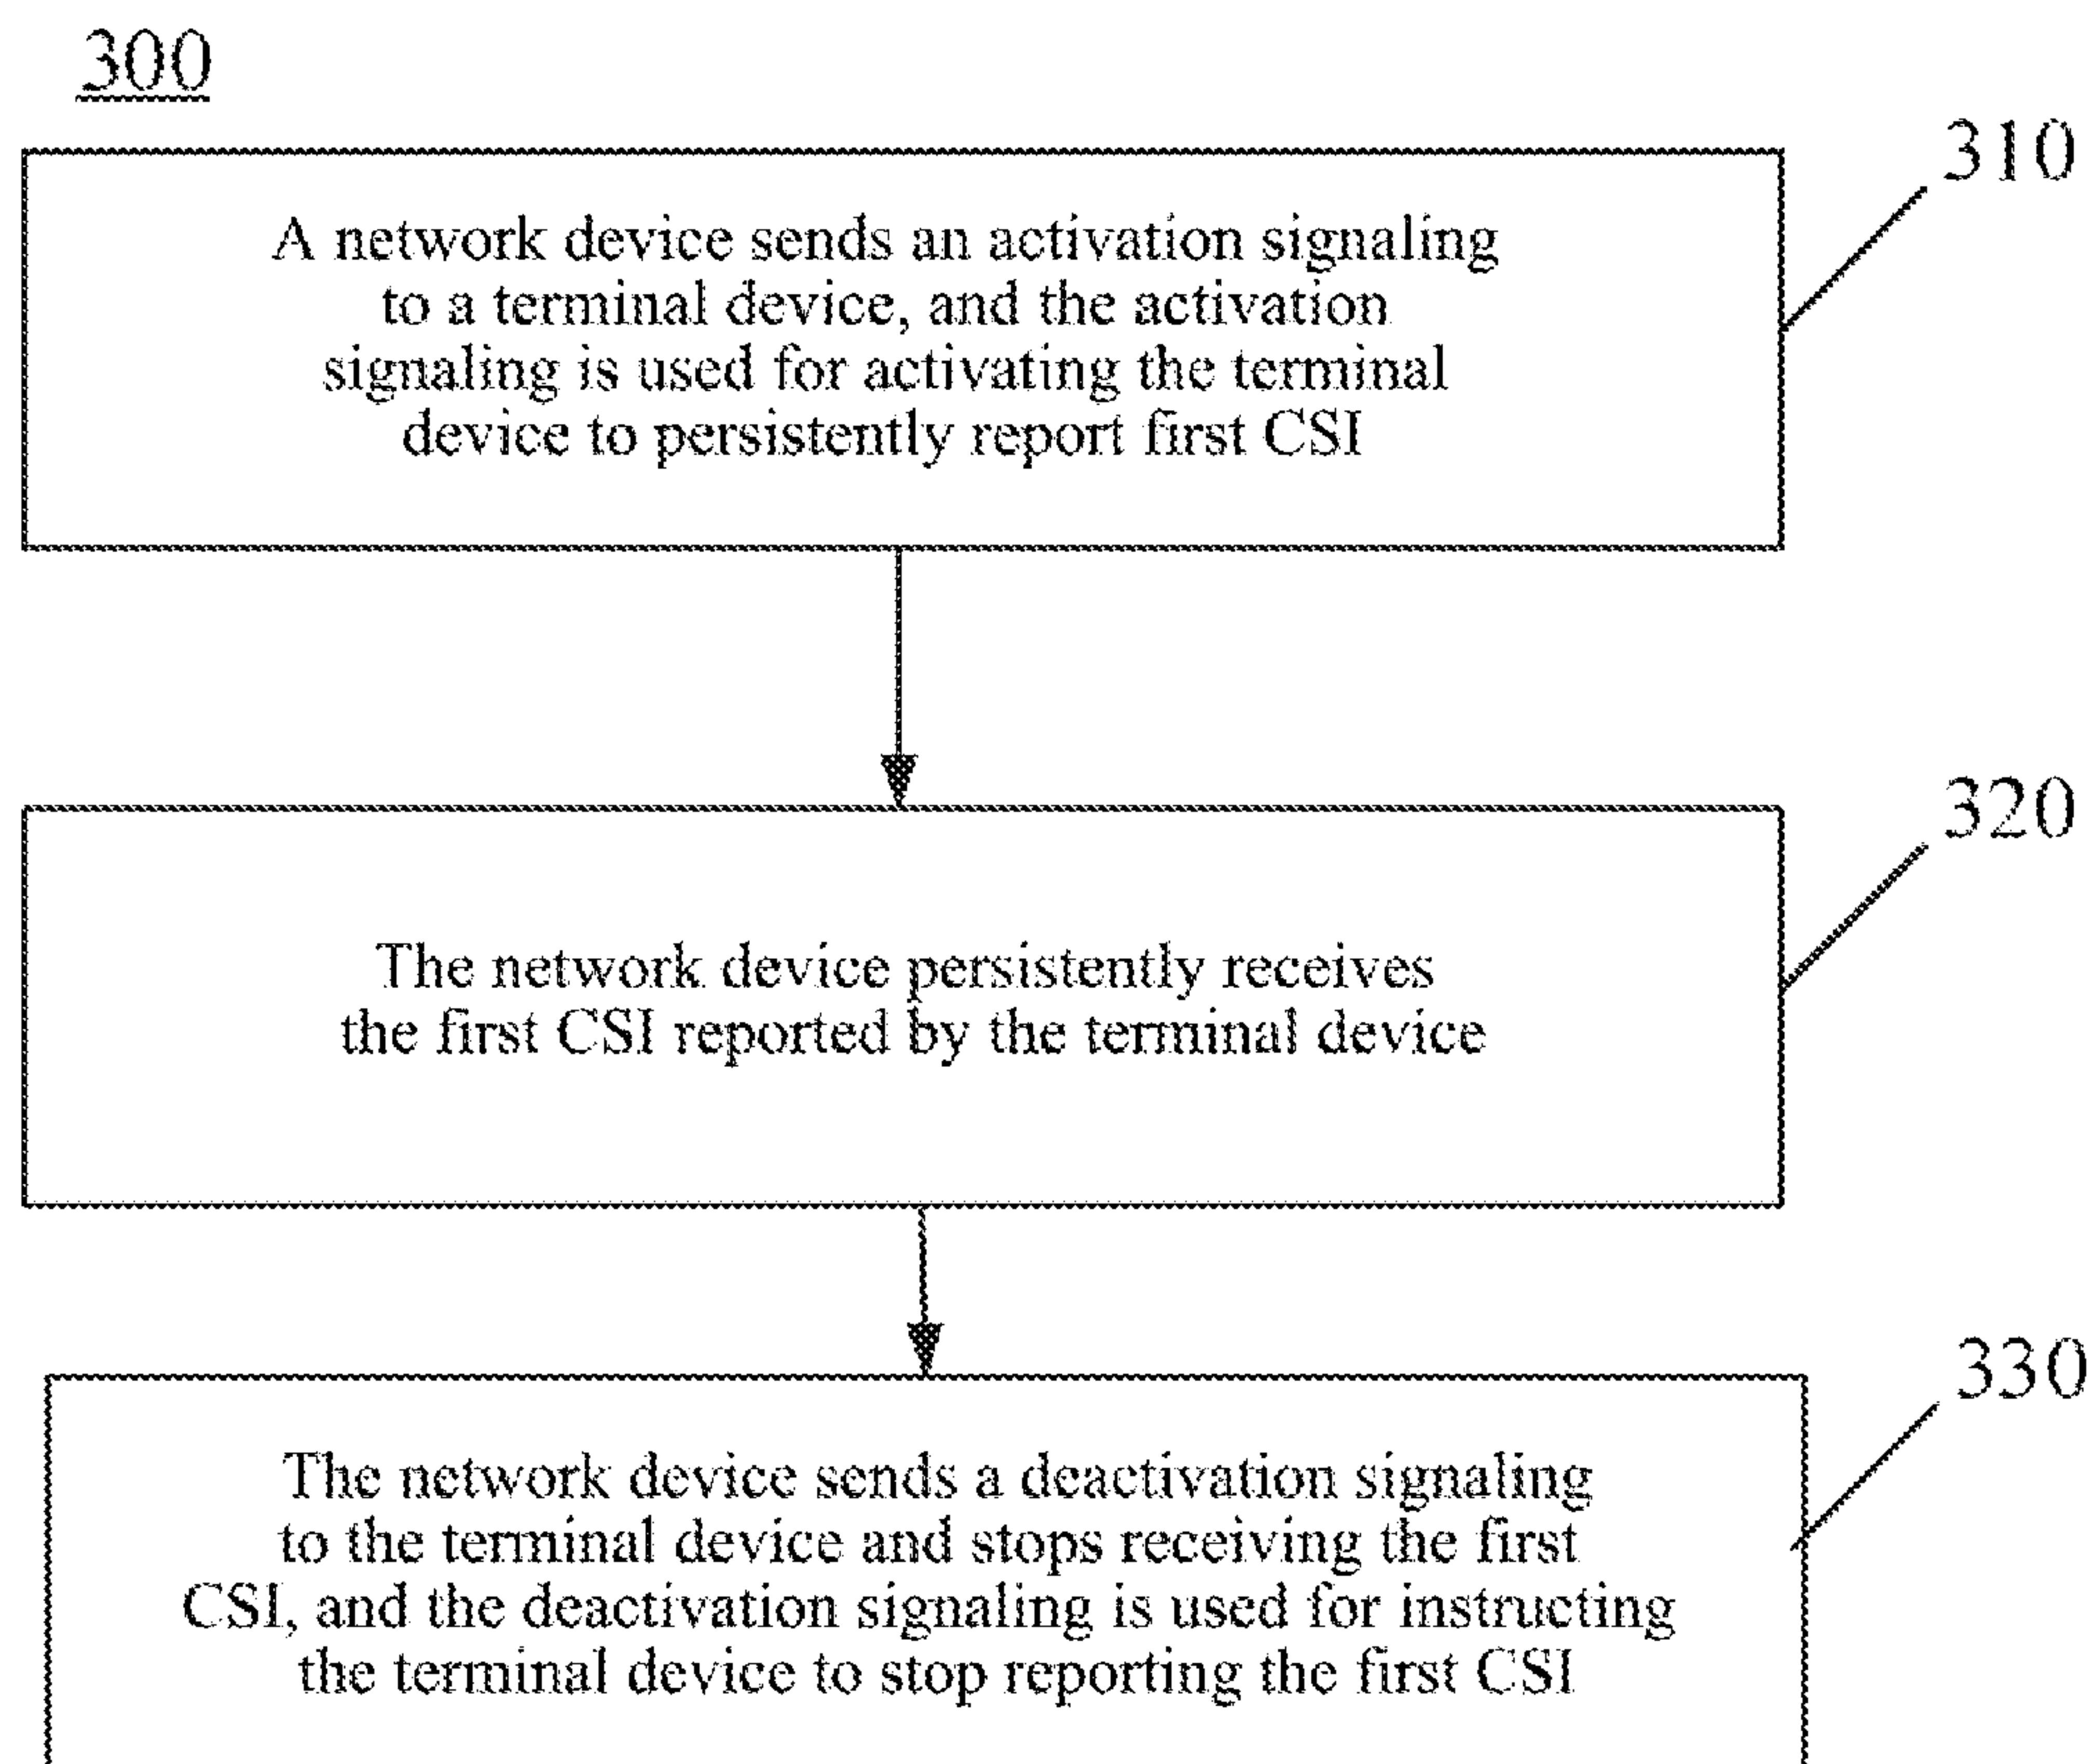 300
310
A network device sends an activation signaling
to a terminal device, and the activation
signaling is used for activating the terminal
device to persistently report first CSI
320
The network device persistently receives
the first CSI reported by the terminal device
330
The network device sends a deactivation signaling
to the terminal device and stops receiving the first
CSI, and the deactivation signaling is used for instructing
the terminal device to stop reporting the first CSI